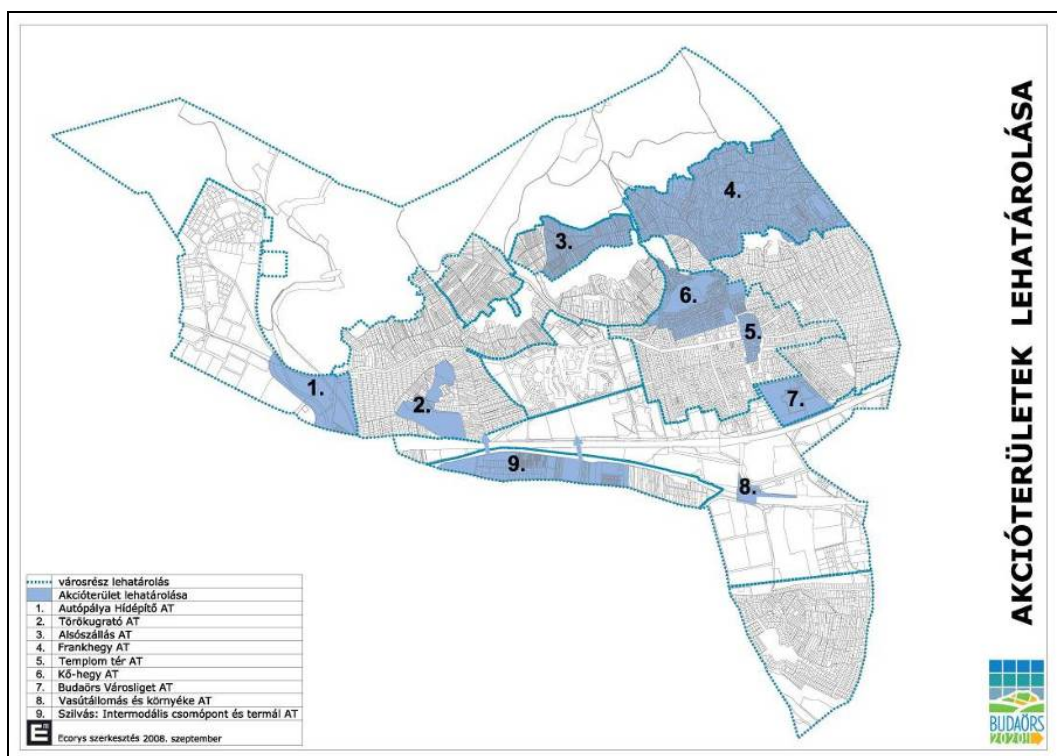 AKCIÓTERÜLETEK LEHATÁROLÁSA
4.
3.
6.
5.
1.
2.
7.
9.
8.
városrész lehatárolás
Akcióterület lehatárolása
1. Autópálya Hídépítő AT
2. Törökugrató AT
3. Alsószállás AT
4. Frankhegy AT
5. Templom tér AT
6. Kő-hegy AT
7. Budaörs Városliget AT
8. Vasútállomás és környéke AT
9. Szilvás: Intermodális csomópont és termál AT
E Ecorys szerkesztés 2008. szeptember
BUDAÖRS
2020!!